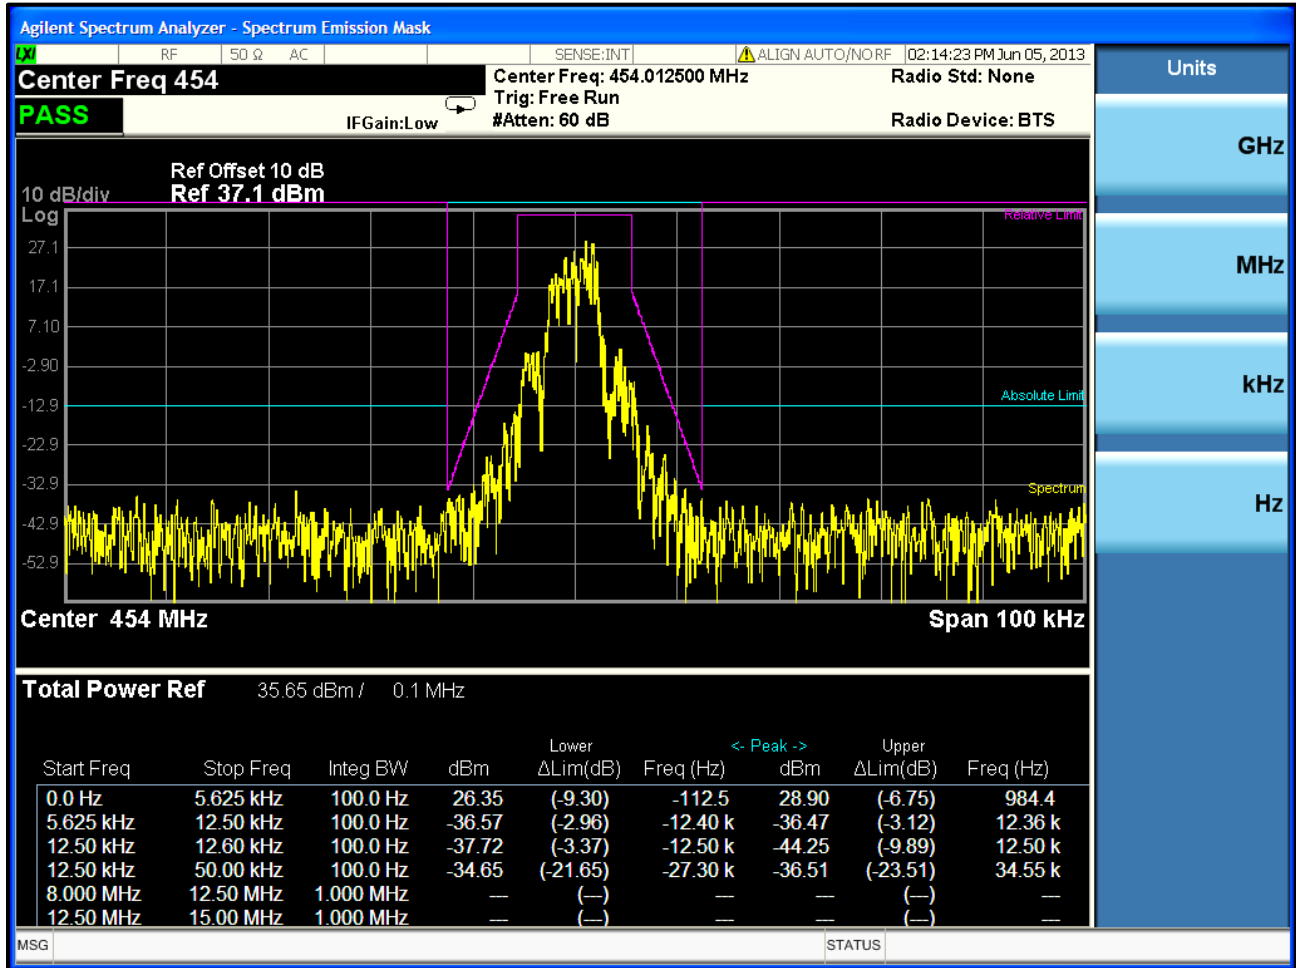 Agilent Spectrum Analyzer - Spectrum Emission Mask
LXI RF 50 Ω AC SENSE:INT ALIGN AUTO/NO RF 02:14:23 PM Jun 05, 2013
Center Freq 454 Center Freq: 454.012500 MHz Radio Std: None
Trig: Free Run
PASS IFGain:Low #Atten: 60 dB Radio Device: BTS
Ref Offset 10 dB
10 dB/div Ref 37.1 dBm
Log
Relative Limit
27.1
17.1
7.10
-2.90
Absolute Limit
-12.9
-22.9
-32.9
Spectrum
-42.9
-52.9
Center 454 MHz Span 100 kHz
Total Power Ref 35.65 dBm / 0.1 MHz
Lower <- Peak -> Upper
Start Freq Stop Freq Integ BW dBm ΔLim(dB) Freq (Hz) dBm ΔLim(dB) Freq (Hz)
0.0 Hz 5.625 kHz 100.0 Hz 26.35 (-9.30) -112.5 28.90 (-6.75) 984.4
5.625 kHz 12.50 kHz 100.0 Hz -36.57 (-2.96) -12.40 k -36.47 (-3.12) 12.36 k
12.50 kHz 12.60 kHz 100.0 Hz -37.72 (-3.37) -12.50 k -44.25 (-9.89) 12.50 k
12.50 kHz 50.00 kHz 100.0 Hz -34.65 (-21.65) -27.30 k -36.51 (-23.51) 34.55 k
8.000 MHz 12.50 MHz 1.000 MHz --- (---) --- --- (---) ---
12.50 MHz 15.00 MHz 1.000 MHz --- (---) --- --- (---) ---
MSG STATUS
Units
GHz
MHz
kHz
Hz